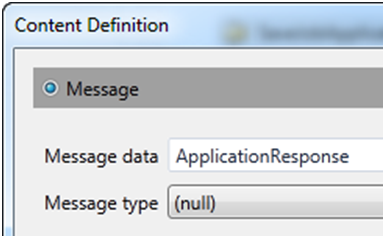 Content Definition
Message
Message data ApplicationResponse
Message type (null)